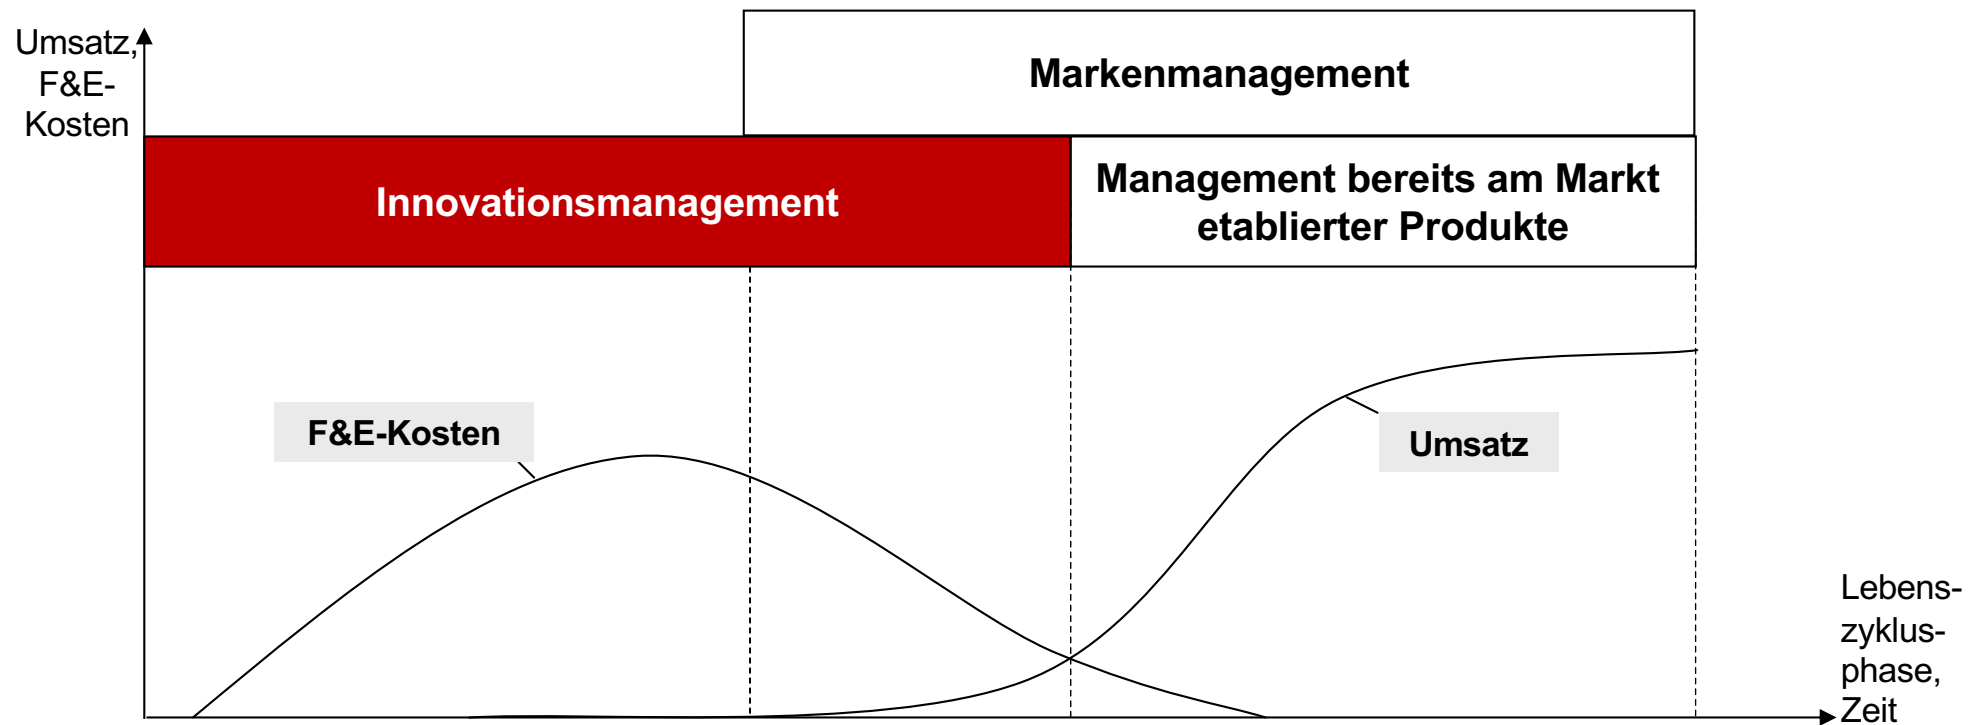 Umsatz,
F&E-
Kosten
Markenmanagement
Innovationsmanagement
Management bereits am Markt
etablierter Produkte
F&E-Kosten
Umsatz
Lebens-
zyklus-
phase,
Zeit